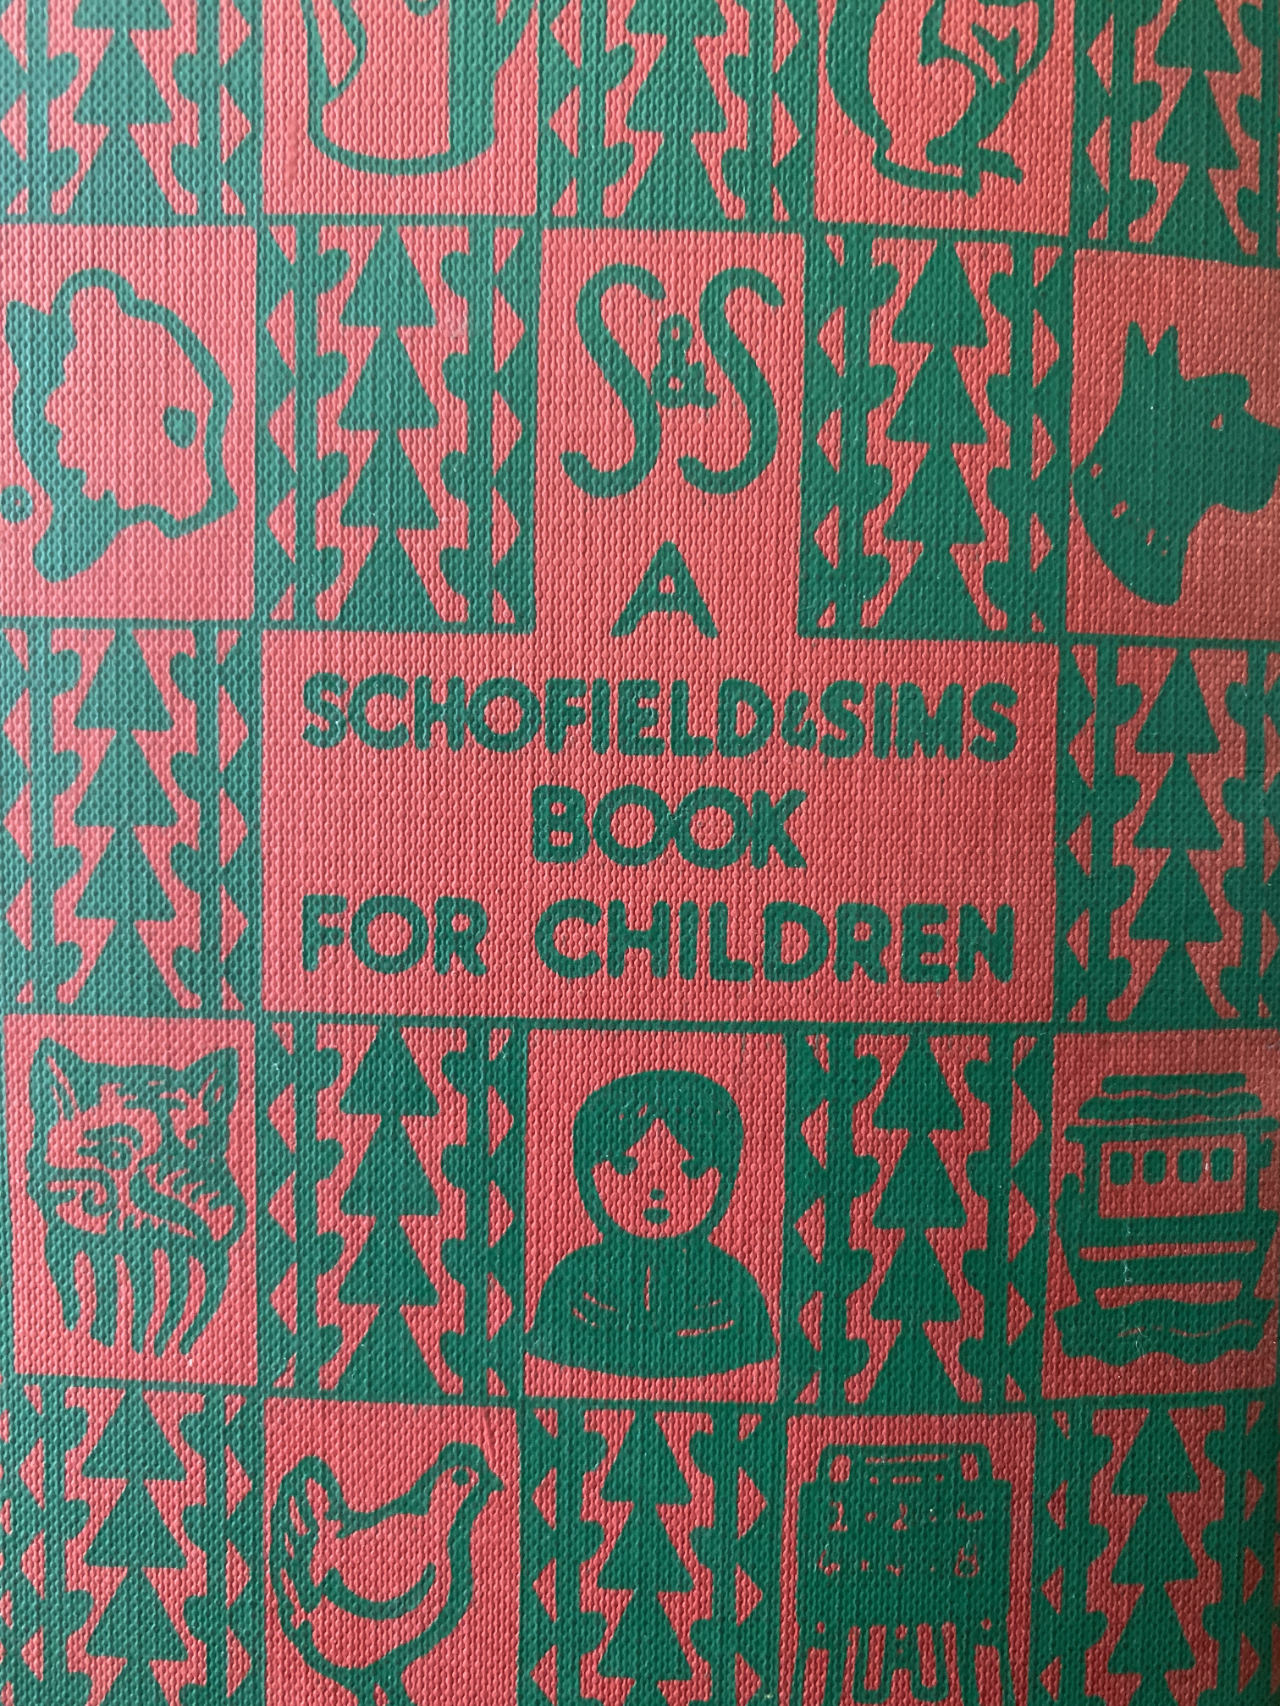 S&S
A
SCHOFIELD & SIMS
BOOK
FOR CHILDREN